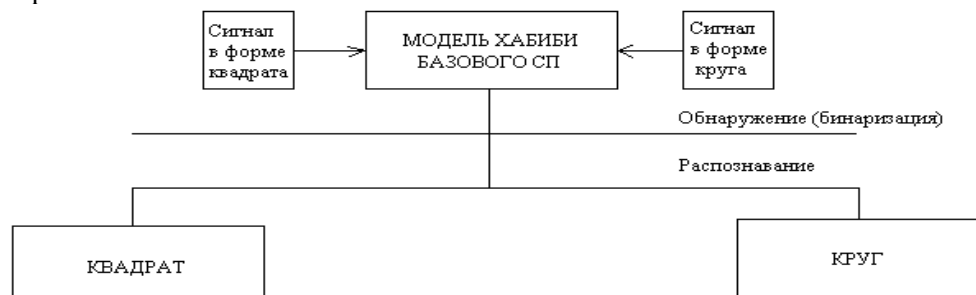 Сигнал
в форме
квадрата
МОДЕЛЬ ХАБИБИ
БАЗОВОГО СП
Сигнал
в форме
круга
Обнаружение (бинаризация)
Распознавание
КВАДРАТ
КРУГ